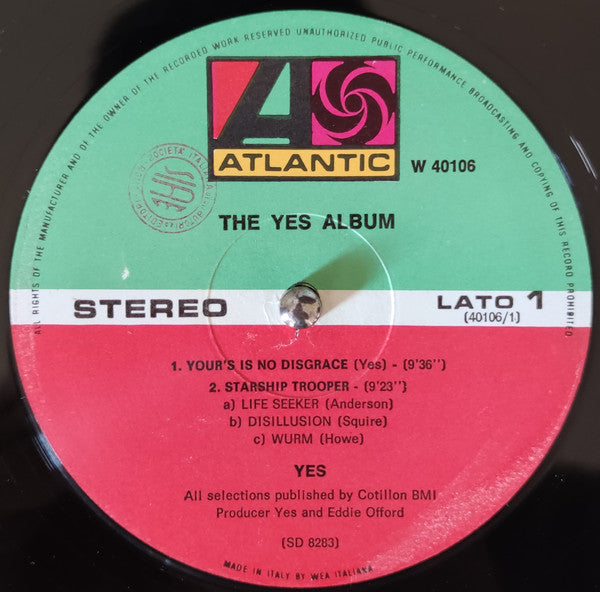 ALL RIGHTS OF THE MANUFACTURER AND OF THE OWNER OF THE RECORDED WORK RESERVED UNAUTHORIZED PUBLIC PERFORMANCE BROADCASTING AND COPYING OF THIS RECORD PROHIBITED
ATLANTIC
W 40106
THE YES ALBUM
STEREO
LATO 1
(40106/1)
1. YOUR'S IS NO DISGRACE (Yes) - (9'36'')
2. STARSHIP TROOPER - (9'23''}
a) LIFE SEEKER (Anderson)
b) DISILLUSION (Squire)
c) WURM (Howe)
YES
All selections published by Cotillon BMI
Producer Yes and Eddie Offord
(SD 8283)
MADE IN ITALY BY WEA ITALIANA